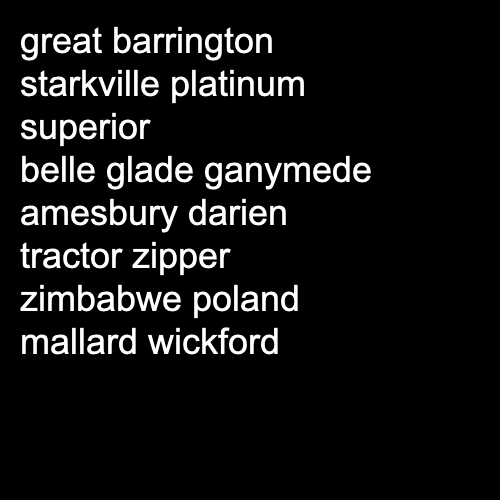 great barrington
starkville platinum
superior
belle glade ganymede
amesbury darien
tractor zipper
zimbabwe poland
mallard wickford